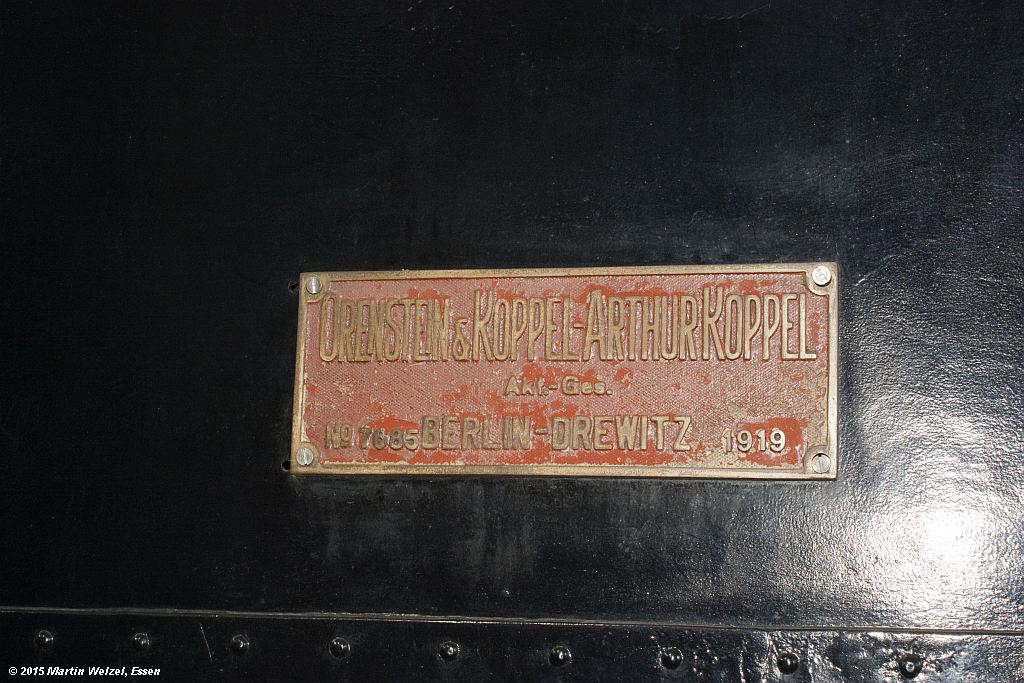 ORENSTEIN & KOPPEL-ARTHUR KOPPEL
Akt.-Ges.
No 7685 BERLIN-DREWITZ 1919
© 2015 Martin Welzel, Essen